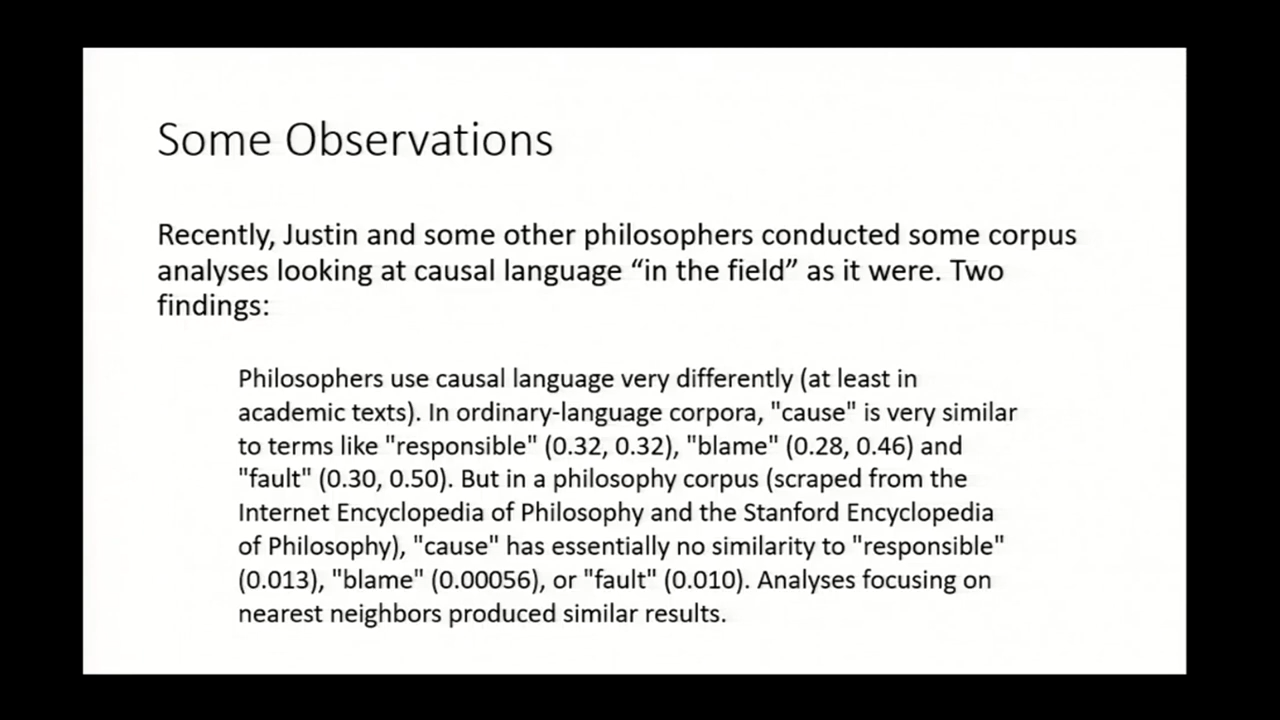 Some Observations
Recently, Justin and some other philosophers conducted some corpus
analyses looking at causal language “in the field” as it were. Two
findings:
Philosophers use causal language very differently (at least in
academic texts). In ordinary-language corpora, "cause" is very similar
to terms like "responsible" (0.32, 0.32), "blame" (0.28, 0.46) and
"fault" (0.30, 0.50). But in a philosophy corpus (scraped from the
Internet Encyclopedia of Philosophy and the Stanford Encyclopedia
of Philosophy), "cause" has essentially no similarity to "responsible"
(0.013), "blame" (0.00056), or "fault" (0.010). Analyses focusing on
nearest neighbors produced similar results.